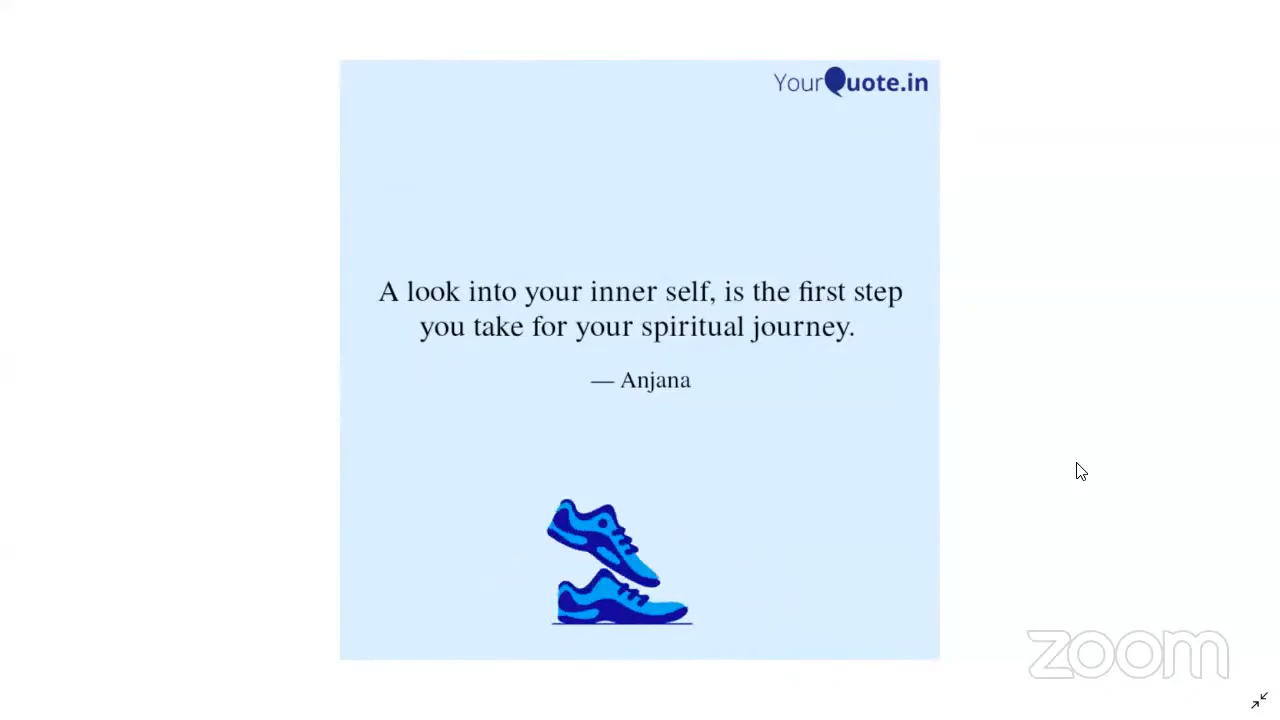 YourQuote.in
A look into your inner self, is the first step
you take for your spiritual journey.
— Anjana
zoom